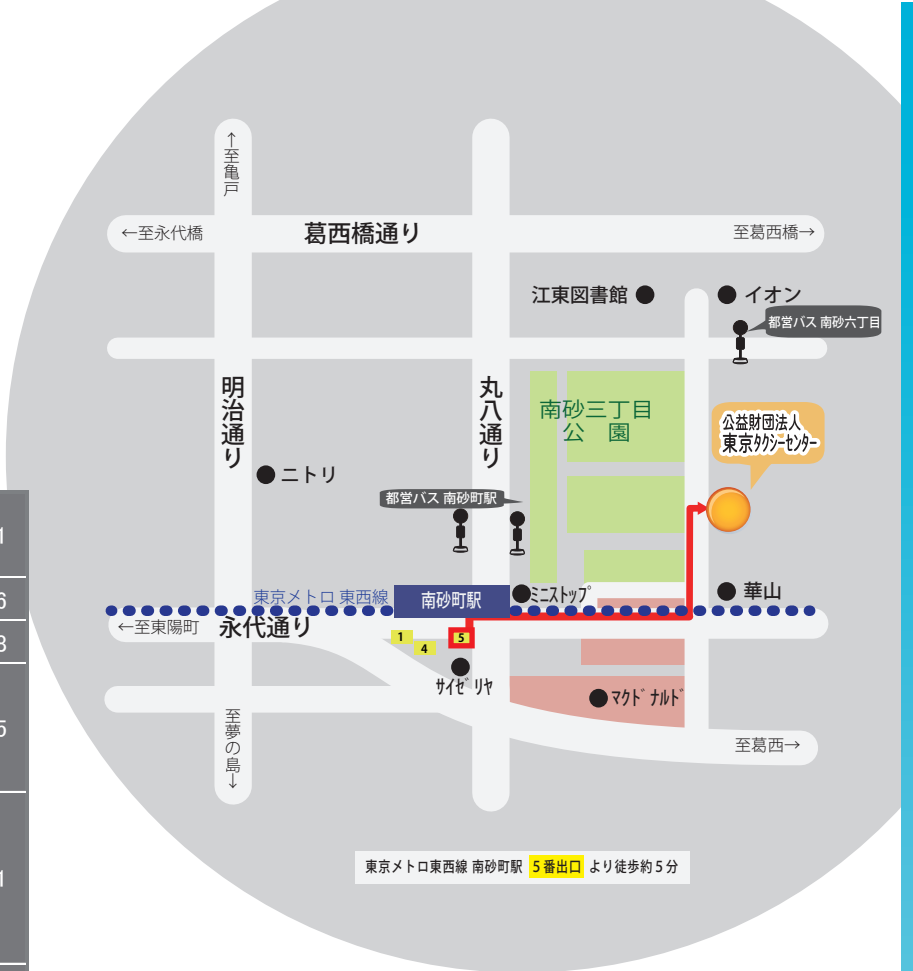 ↑至亀戸
←至永代橋
葛西橋通り
至葛西橋→
江東図書館
イオン
都営バス 南砂六丁目
明治通り
丸八通り
南砂三丁目
公 園
公益財団法人
東京タクシーセンター
ニトリ
都営バス 南砂町駅
1
6
3
5
1
東京メトロ 東西線
南砂町駅
ミニストップ
華山
←至東陽町
永代通り
1
4
5
サイゼリヤ
マクドナルド
至夢の島↓
至葛西→
東京メトロ東西線 南砂町駅 5番出口 より徒歩約5分